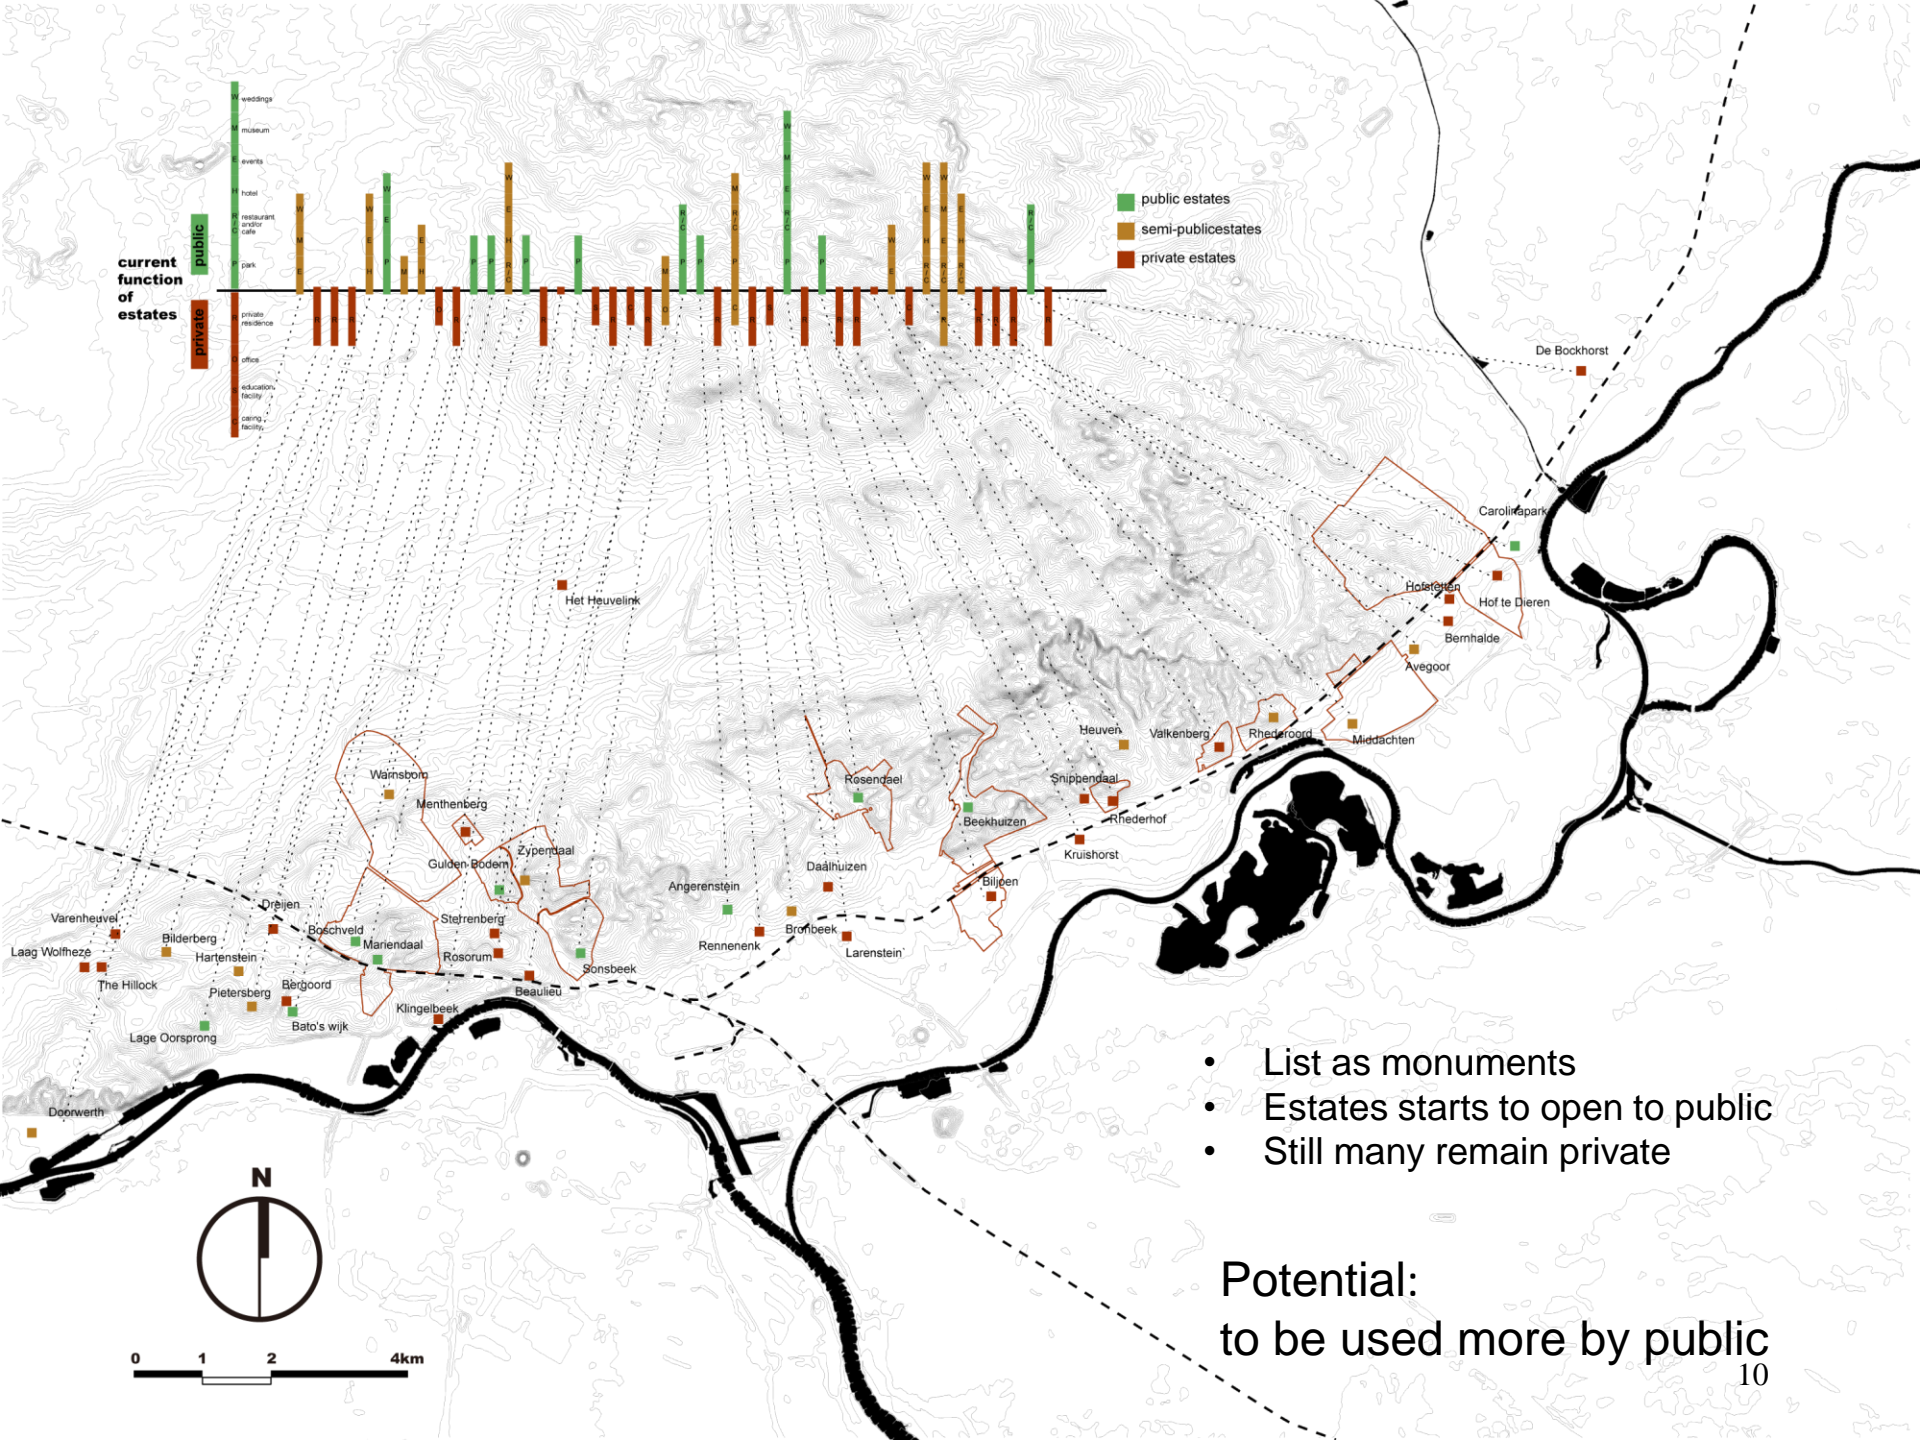 W weddings
M museum
E events
H hotel
R/C restaurant
and/or
cafe
P park
public
current
function
of
estates
private
R private
residence
O office
education
facility
caring
facility
public estates
semi-publicestates
private estates
De Bockhorst
Carolinapark
Hofstetten
Hof te Dieren
Bernhalde
Avegoor
Het Heuvelink
Heuven
Valkenberg
Rhederoord
Middachten
Warnsborn
Menthenberg
Rosendael
Snippendaal
Beekhuizen
Rhederhof
Zypendaal
Gulden Bodem
Daalhuizen
Kruishorst
Angerenstein
Biljoen
Dreijen
Varenheuvel
Boschveld
Sterrenberg
Bilderberg
Mariendaal
Bronbeek
Rennenenk
Laag Wolfheze
Hartenstein
Rosorum
Larenstein
Sonsbeek
The Hillock
Pietersberg
Bergoord
Beaulieu
Klingelbeek
Bato's wijk
Lage Oorsprong
Doorwerth
• List as monuments
• Estates starts to open to public
• Still many remain private
N
Potential:
to be used more by public
0 1 2 4km
10